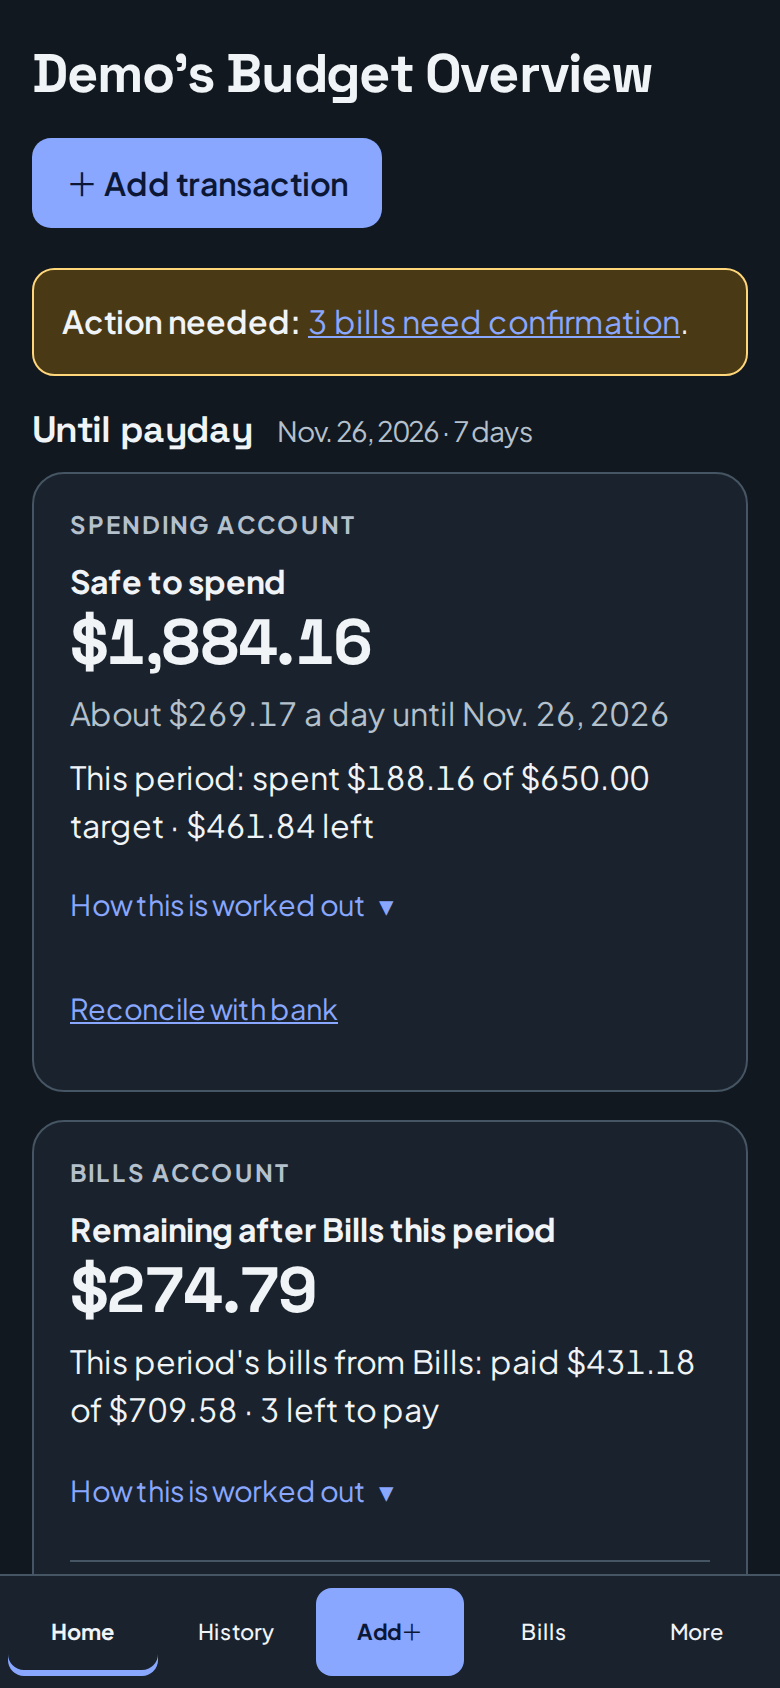 Demo’s Budget Overview
+ Add transaction
Action needed: 3 bills need confirmation.
Until payday Nov. 26, 2026 · 7 days
SPENDING ACCOUNT
Safe to spend
$1,884.16
About $269.17 a day until Nov. 26, 2026
This period: spent $188.16 of $650.00
target · $461.84 left
How this is worked out ▼
Reconcile with bank
BILLS ACCOUNT
Remaining after Bills this period
$274.79
This period's bills from Bills: paid $431.18
of $709.58 · 3 left to pay
How this is worked out ▼
Home History Add+ Bills More